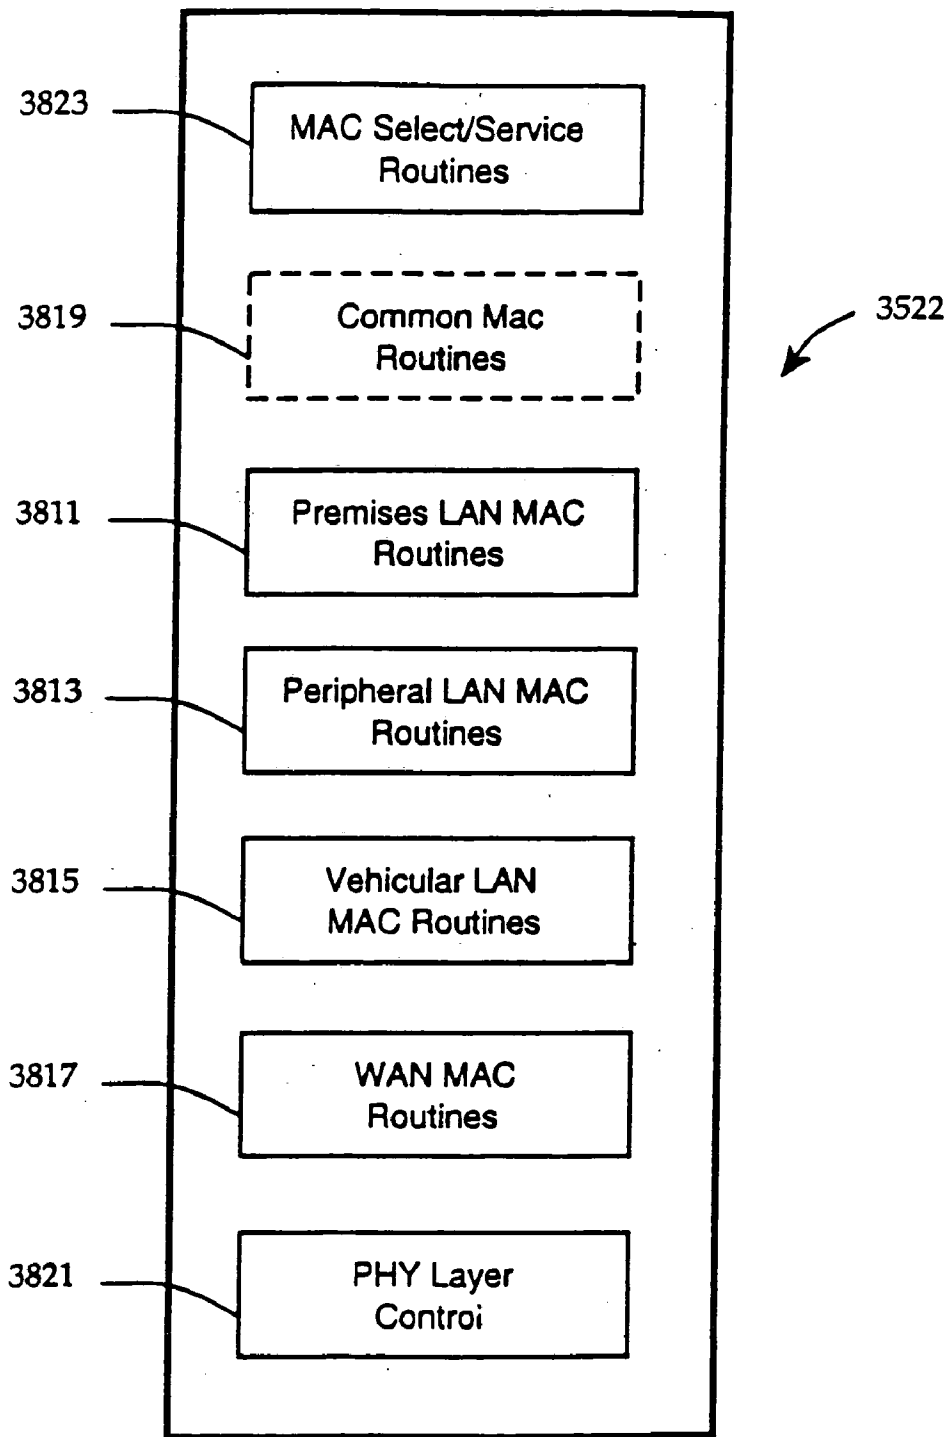 3823
MAC Select/Service
Routines
3819
Common Mac
Routines
3522
3811
Premises LAN MAC
Routines
3813
Peripheral LAN MAC
Routines
3815
Vehicular LAN
MAC Routines
3817
WAN MAC
Routines
3821
PHY Layer
Control